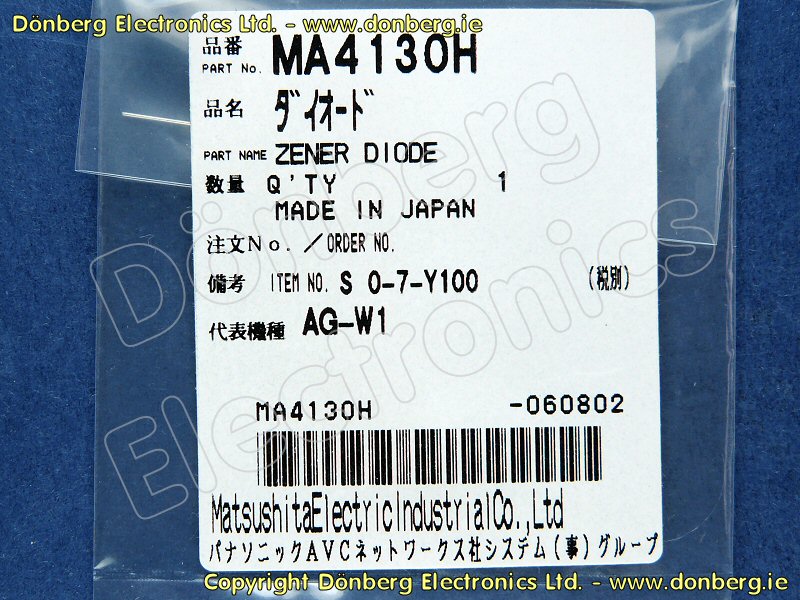 Dönberg Electronics Ltd. - www.dönberg.ie
品番
PART No. MA4130H
品名 ダイオード
PART NAME ZENER DIODE
数量 Q'TY 1
MADE IN JAPAN
注文No. /ORDER NO.
備考 ITEM NO. S 0-7-Y100 (税別)
代表機種 AG-W1
Dönberg
Electronics
MA4130H -060802
MatsushitaElectricIndustrialCo.,Ltd
パナソニックAVCネットワークス社システム(事)グループ
© Copyright Dönberg Electronics Ltd. - www.dönberg.ie